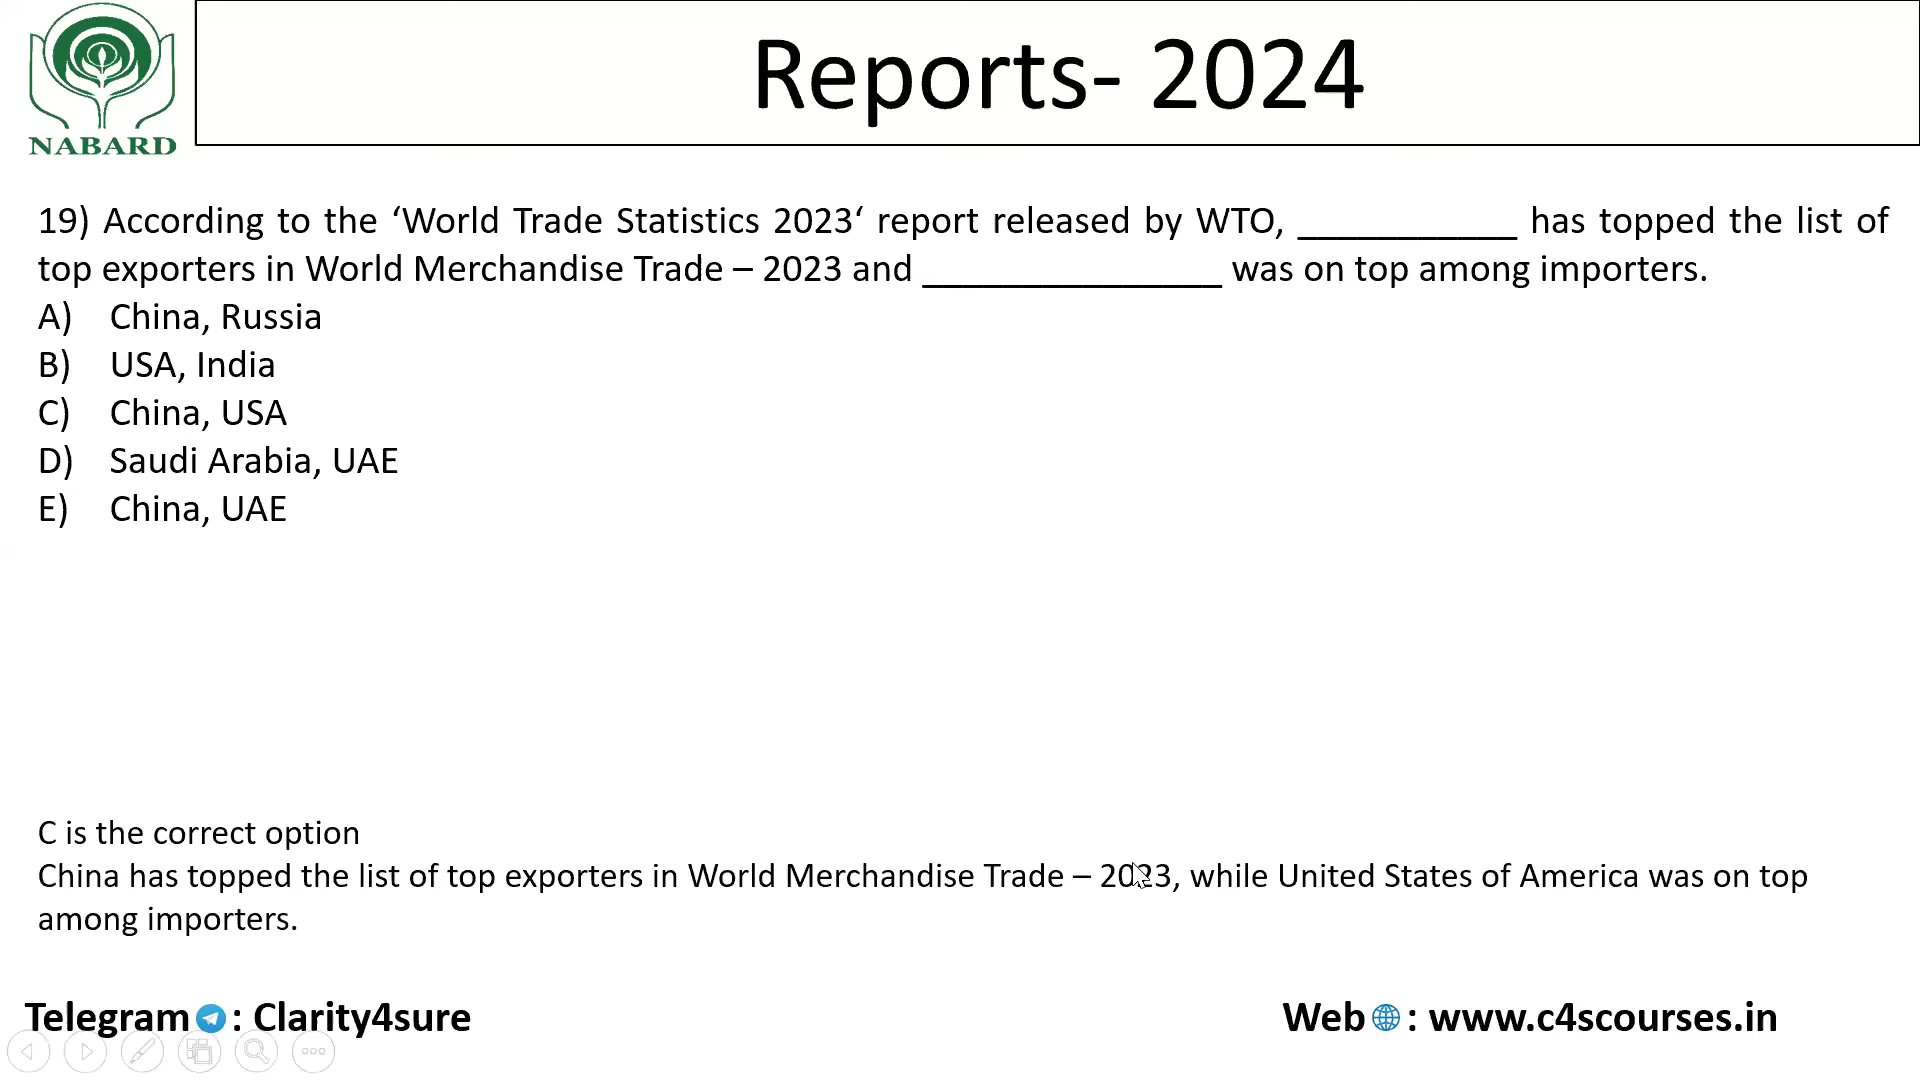 NABARD
Reports- 2024
19) According to the ‘World Trade Statistics 2023‘ report released by WTO, ___________ has topped the list of
top exporters in World Merchandise Trade – 2023 and _______________ was on top among importers.
A) China, Russia
B) USA, India
C) China, USA
D) Saudi Arabia, UAE
E) China, UAE
C is the correct option
China has topped the list of top exporters in World Merchandise Trade – 2023, while United States of America was on top
among importers.
Telegram : Clarity4sure
Web : www.c4scourses.in